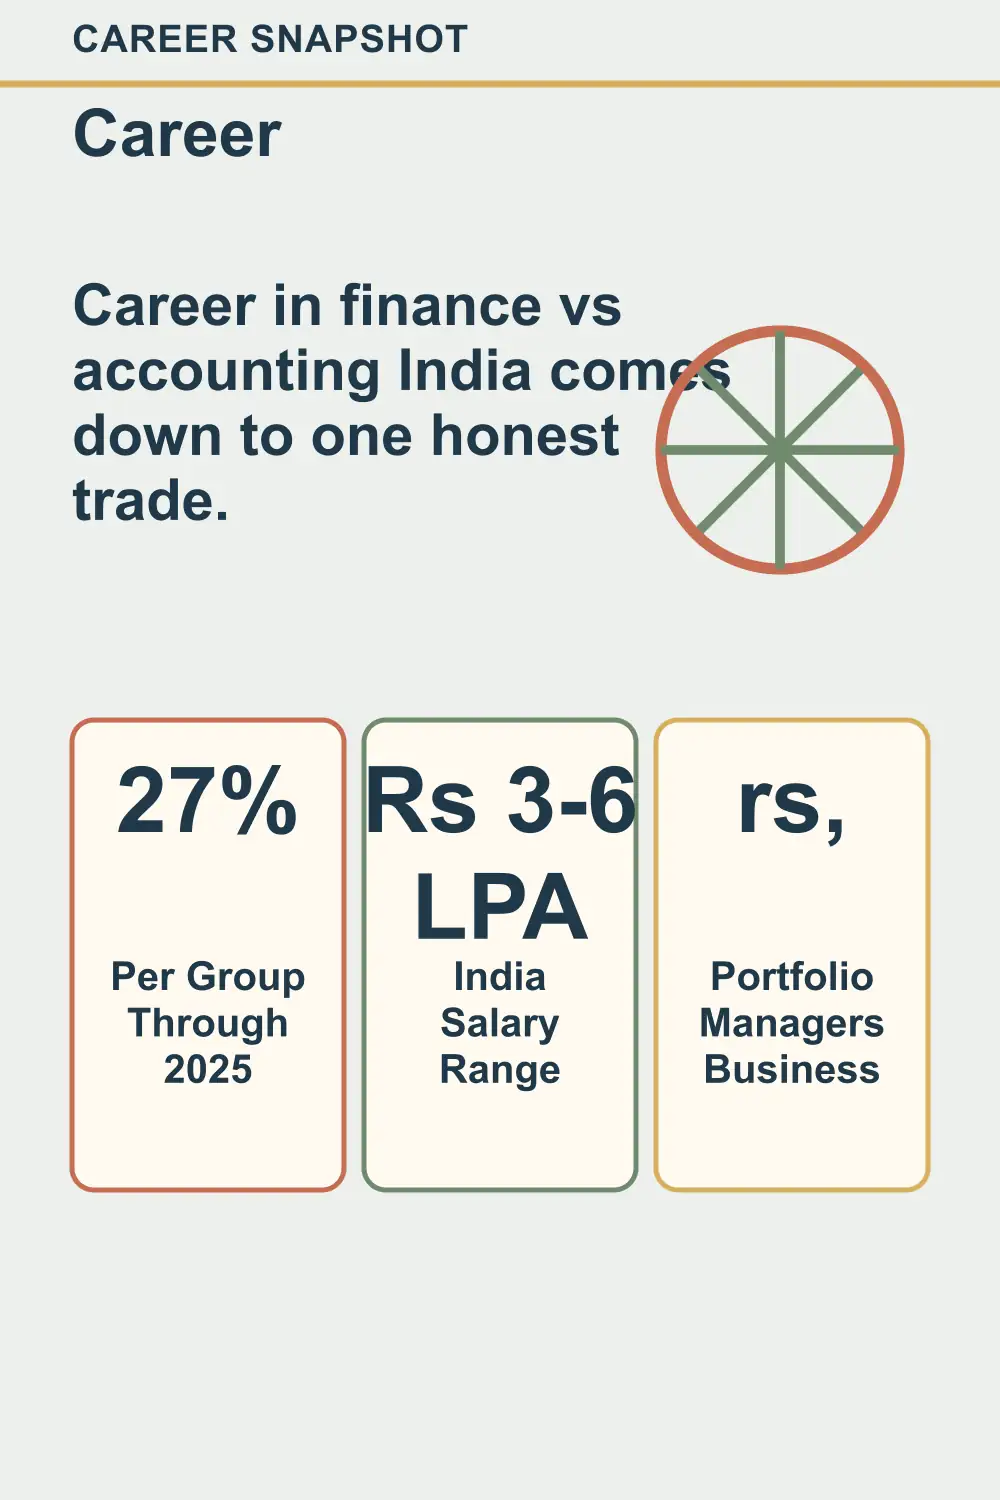 CAREER SNAPSHOT
Career
Career in finance vs
accounting India comes
down to one honest
trade.
27%
Per Group
Through
2025
Rs 3-6
LPA
India
Salary
Range
rs,
Portfolio
Managers
Business